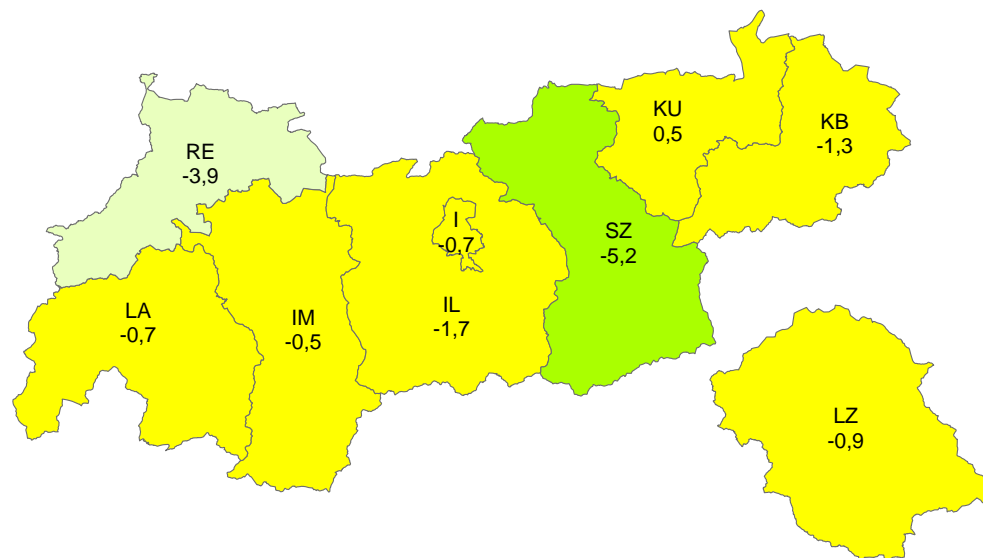 KU
0,5
KB
-1,3
RE
-3,9
I
-0,7
SZ
-5,2
LA
-0,7
IM
-0,5
IL
-1,7
LZ
-0,9